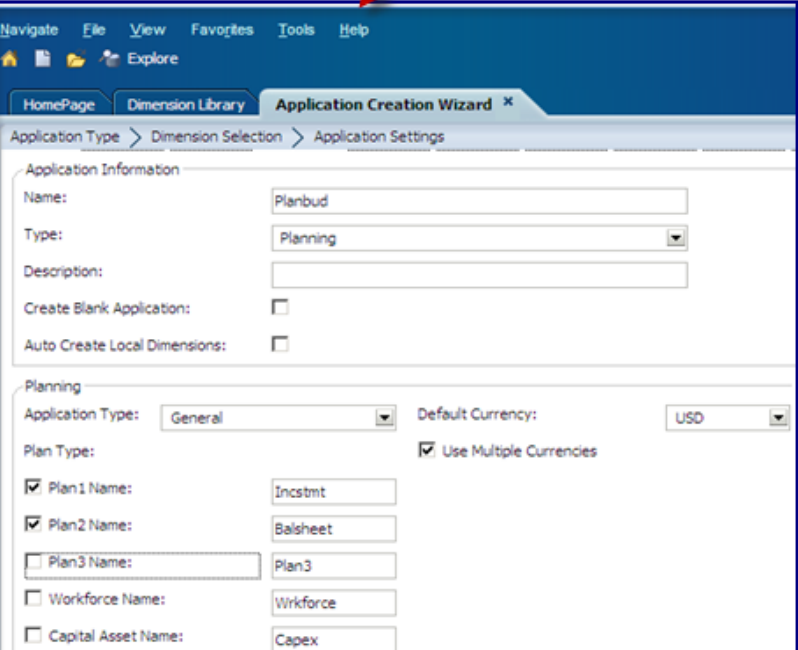 Navigate File View Favorites Tools Help
Explore
HomePage Dimension Library Application Creation Wizard ×
Application Type > Dimension Selection > Application Settings
Application Information
Name: Planbud
Type: Planning
Description:
Create Blank Application:
Auto Create Local Dimensions:
Planning
Application Type: General Default Currency: USD
Plan Type: Use Multiple Currencies
Plan1 Name: Incstmt
Plan2 Name: Balsheet
Plan3 Name: Plan3
Workforce Name: Wrkforce
Capital Asset Name: Capex